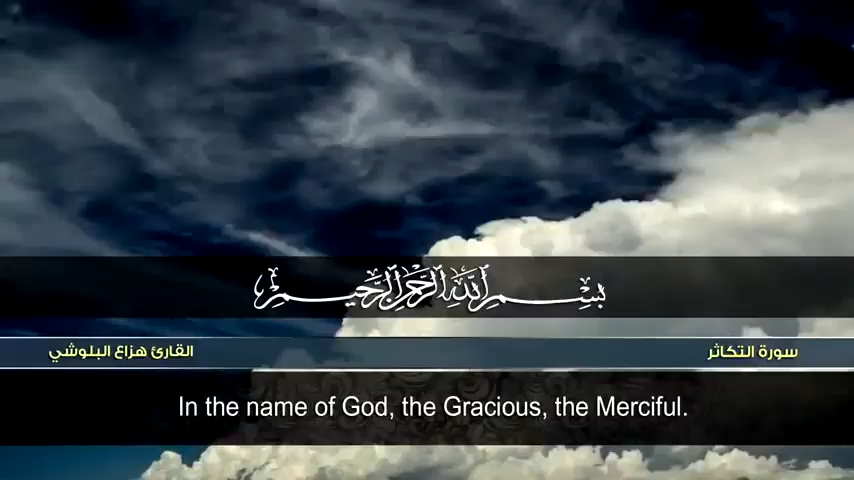 بسم الله الرحمن الرحيم
سورة التكاثر
القارئ هزاع البلوشي
In the name of God, the Gracious, the Merciful.